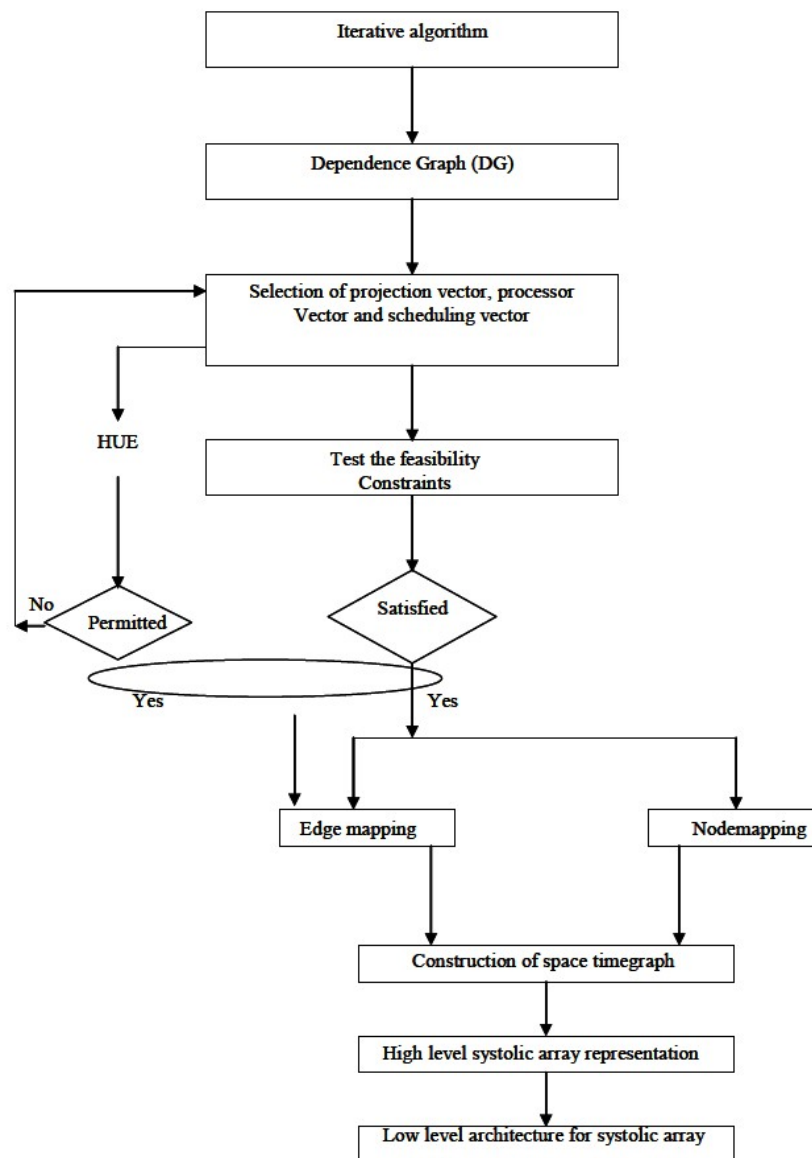 Iterative algorithm
Dependence Graph (DG)
Selection of projection vector, processor
Vector and scheduling vector
HUE
Test the feasibility
Constraints
No
Permitted
Satisfied
Yes
Yes
Edge mapping
Nodemapping
Construction of space timegraph
High level systolic array representation
Low level architecture for systolic array